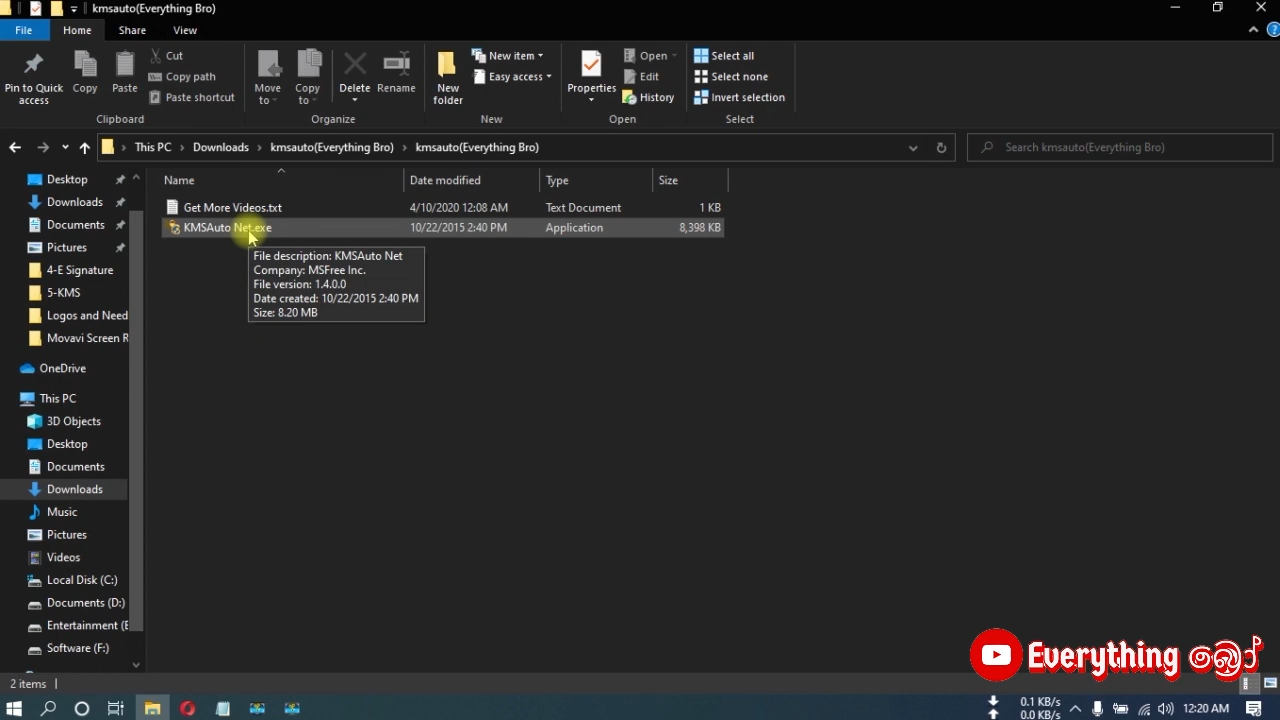 kmsauto(Everything Bro)
File Home Share View
Pin to Quick access
Copy
Paste
Cut
Copy path
Paste shortcut
Clipboard
Move to
Copy to
Delete
Rename
Organize
New folder
New item
Easy access
New
Properties
Open
Edit
History
Open
Select all
Select none
Invert selection
Select
This PC > Downloads > kmsauto(Everything Bro) > kmsauto(Everything Bro)
Search kmsauto(Everything Bro)
Desktop
Downloads
Documents
Pictures
4-E Signature
5-KMS
Logos and Need
Movavi Screen R
OneDrive
This PC
3D Objects
Desktop
Documents
Downloads
Music
Pictures
Videos
Local Disk (C:)
Documents (D:)
Entertainment (E
Software (F:)
Name Date modified Type Size
Get More Videos.txt 4/10/2020 12:08 AM Text Document 1 KB
KMSAuto Net.exe 10/22/2015 2:40 PM Application 8,398 KB
File description: KMSAuto Net
Company: MSFree Inc.
File version: 1.4.0.0
Date created: 10/22/2015 2:40 PM
Size: 8.20 MB
Everything බ්‍රෝ
2 items
0.1 KB/s
0.0 KB/s
12:20 AM